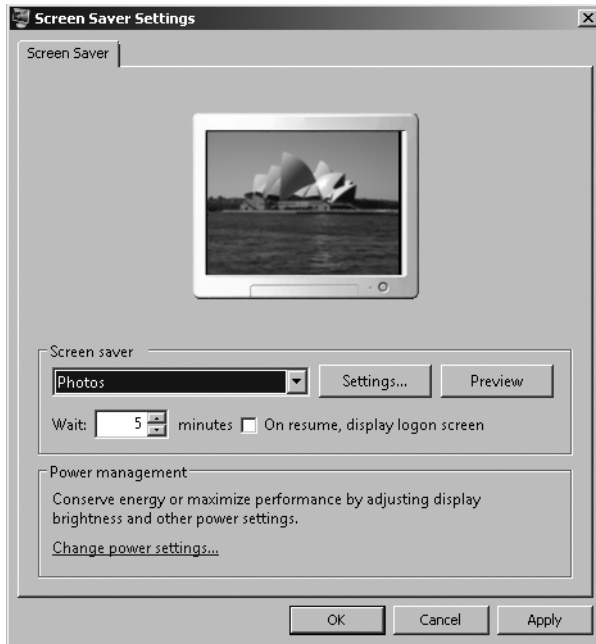 Screen Saver Settings
Screen Saver
Screen saver
Photos
Settings...
Preview
Wait:
5
minutes
On resume, display logon screen
Power management
Conserve energy or maximize performance by adjusting display
brightness and other power settings.
Change power settings...
OK
Cancel
Apply